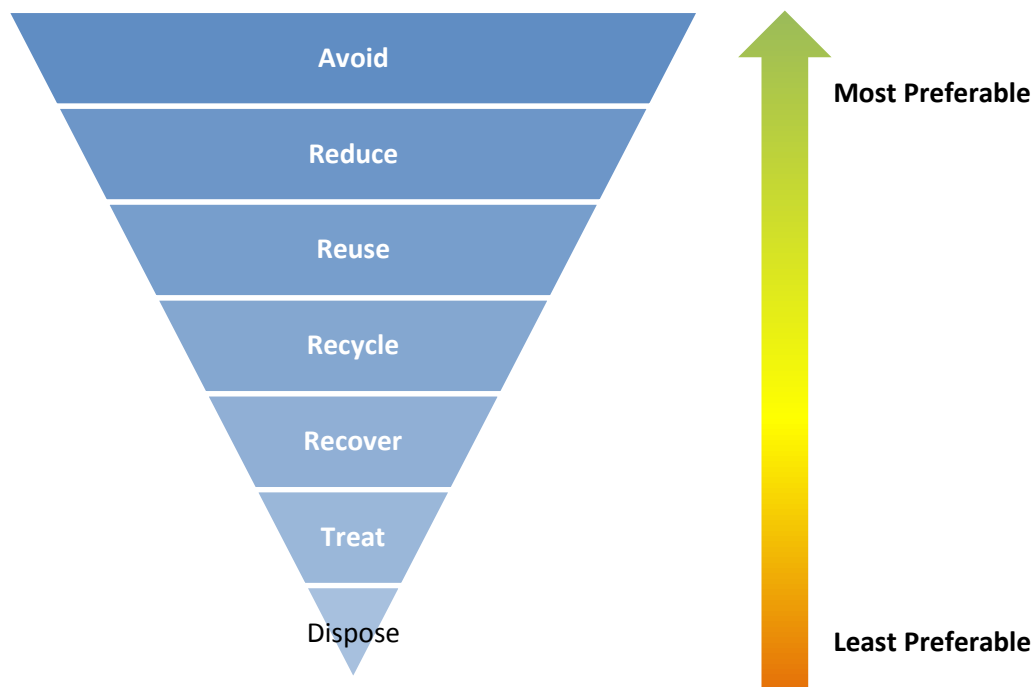 Avoid
Most Preferable
Reduce
Reuse
Recycle
Recover
Treat
Dispose
Least Preferable